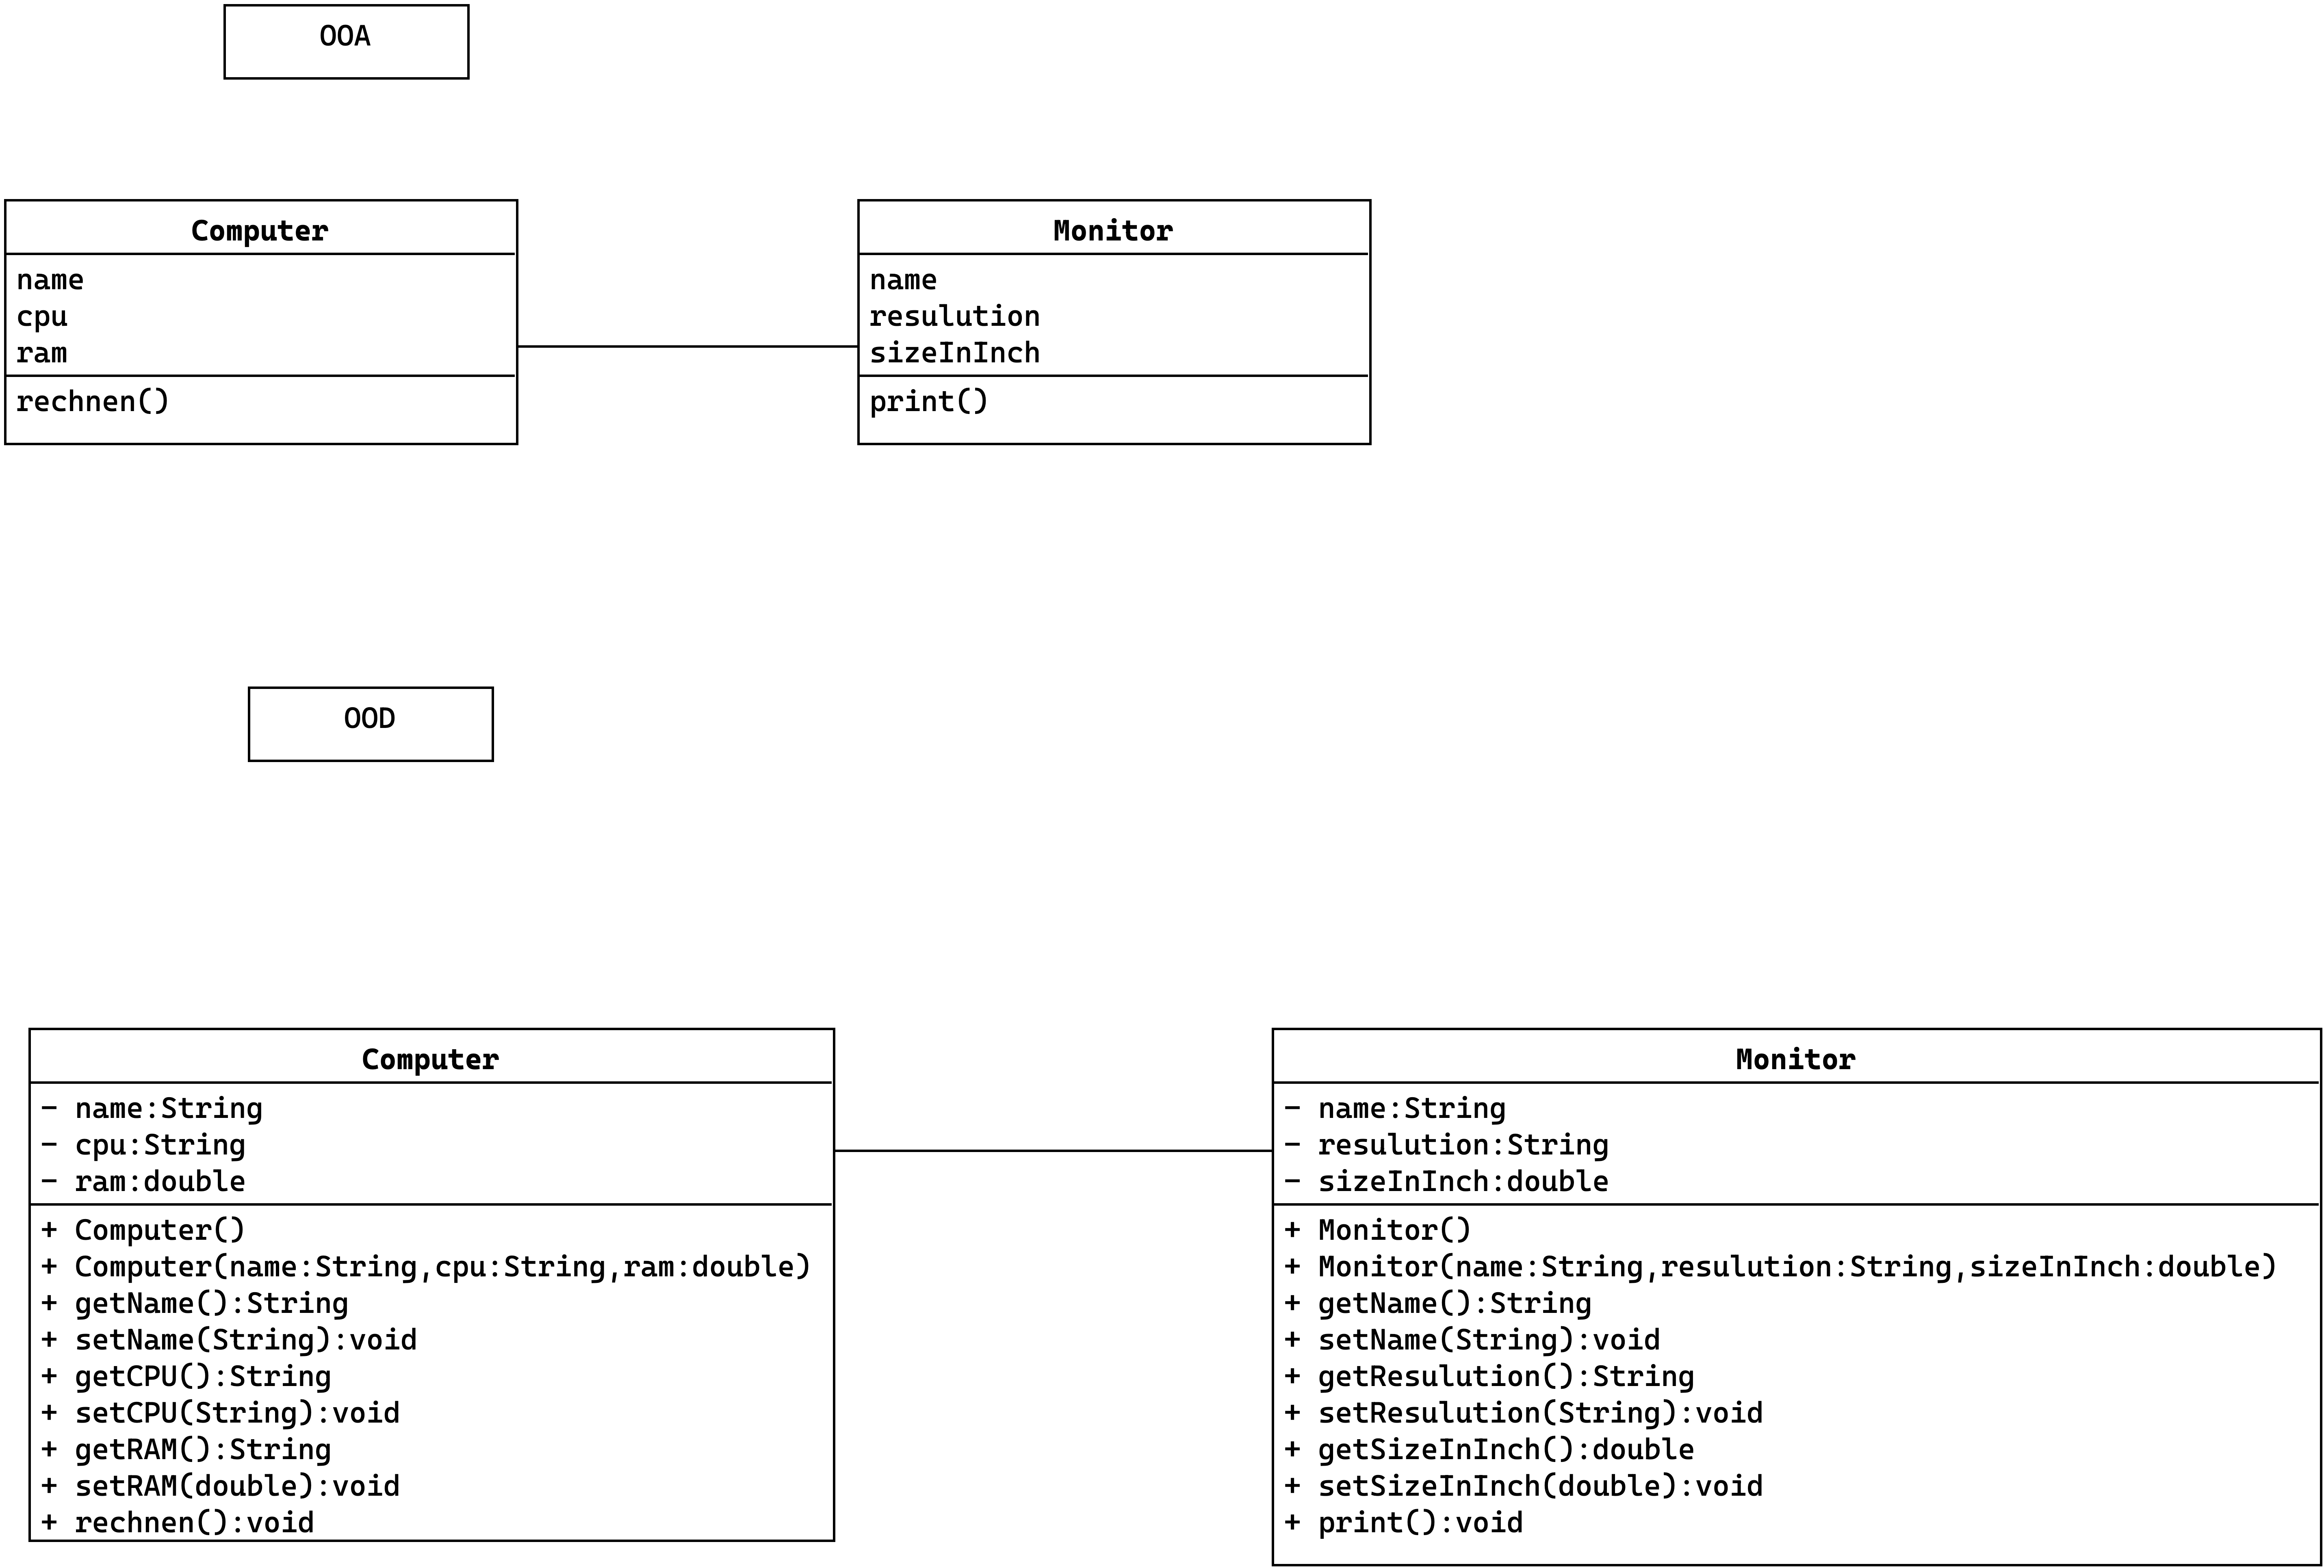 OOA
Computer
name
cpu
ram
rechnen()
Monitor
name
resulution
sizeInInch
print()
OOD
Computer
- name:String
- cpu:String
- ram:double
+ Computer()
+ Computer(name:String,cpu:String,ram:double)
+ getName():String
+ setName(String):void
+ getCPU():String
+ setCPU(String):void
+ getRAM():String
+ setRAM(double):void
+ rechnen():void
Monitor
- name:String
- resulution:String
- sizeInInch:double
+ Monitor()
+ Monitor(name:String,resulution:String,sizeInInch:double)
+ getName():String
+ setName(String):void
+ getResulution():String
+ setResulution(String):void
+ getSizeInInch():double
+ setSizeInInch(double):void
+ print():void